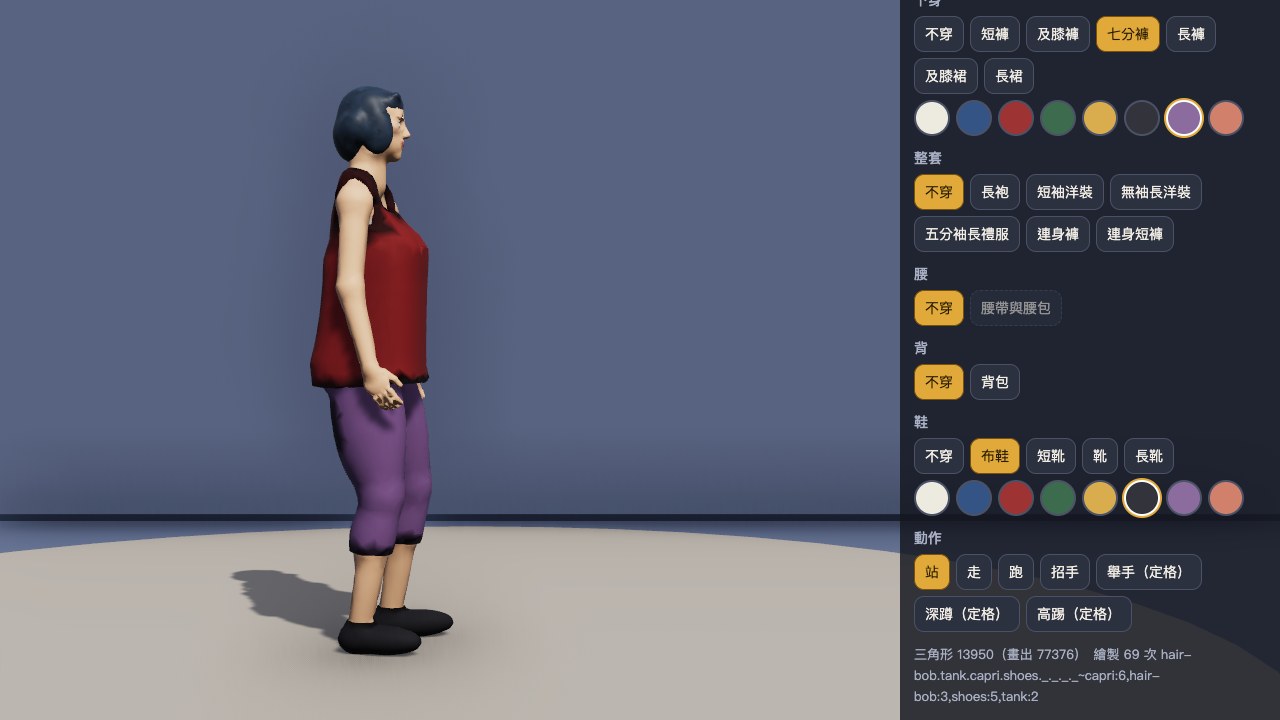 下身
不穿 短褲 及膝褲 七分褲 長褲
及膝裙 長裙
整套
不穿 長袍 短袖洋裝 無袖長洋裝
五分袖長禮服 連身褲 連身短褲
腰
不穿 腰帶與腰包
背
不穿 背包
鞋
不穿 布鞋 短靴 靴 長靴
動作
站 走 跑 招手 舉手（定格）
深蹲（定格） 高踢（定格）
三角形 13950（畫出 77376） 繪製 69 次 hair-
bob.tank.capri.shoes._._._._~capri:6,hair-
bob:3,shoes:5,tank:2